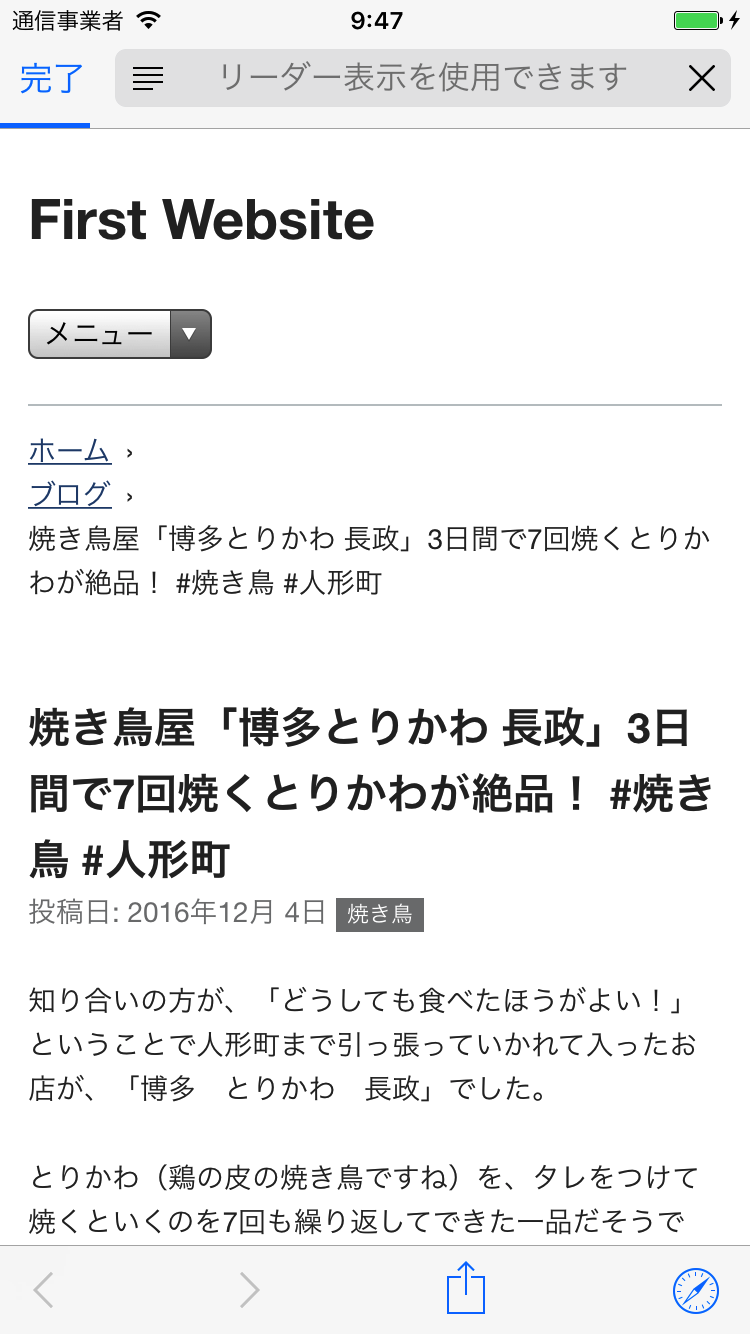 通信事業者 9:47
完了 リーダー表示を使用できます
First Website
メニュー
ホーム ›
ブログ ›
焼き鳥屋「博多とりかわ 長政」3日間で7回焼くとりか
わが絶品！ #焼き鳥 #人形町
焼き鳥屋「博多とりかわ 長政」3日
間で7回焼くとりかわが絶品！ #焼き
鳥 #人形町
投稿日: 2016年12月 4日 焼き鳥
知り合いの方が、「どうしても食べたほうがよい！」
ということで人形町まで引っ張っていかれて入ったお
店が、「博多　とりかわ　長政」でした。
とりかわ（鶏の皮の焼き鳥ですね）を、タレをつけて
焼くといくのを7回も繰り返してできた一品だそうで